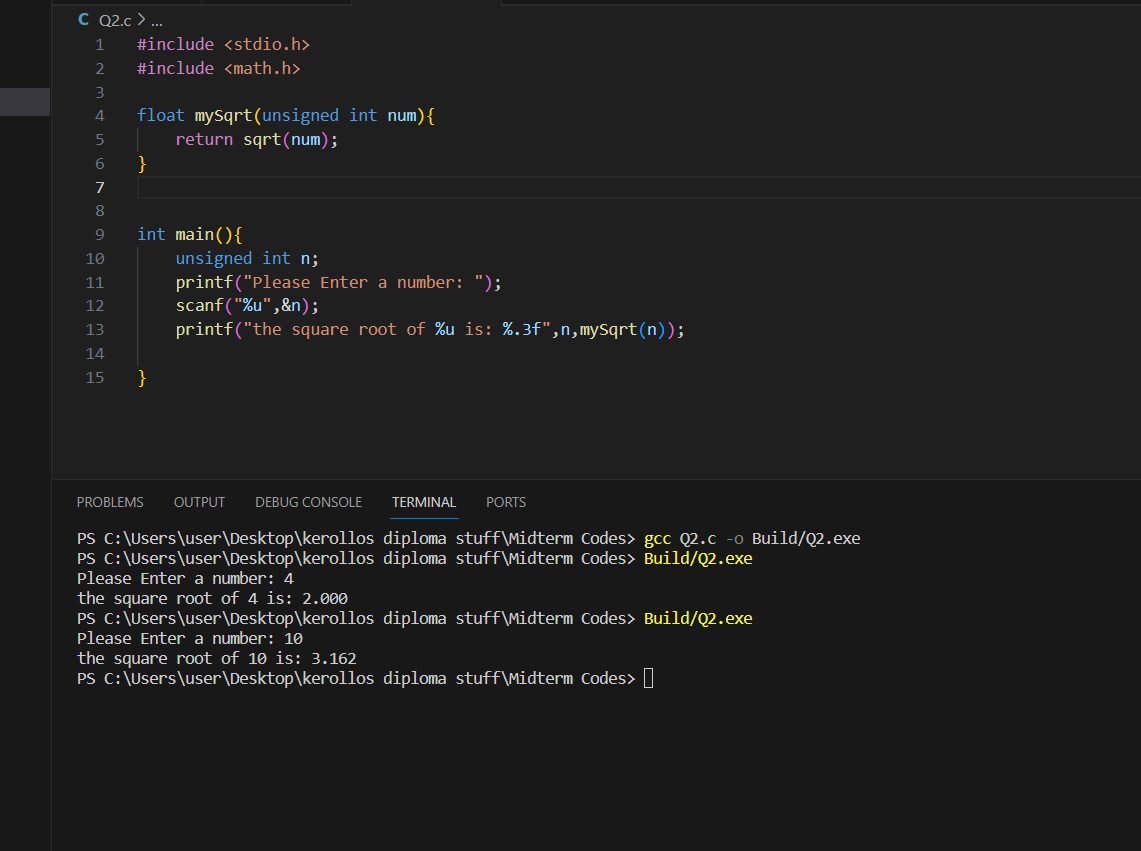 C Q2.c > ...
1 #include <stdio.h>
2 #include <math.h>
3
4 float mySqrt(unsigned int num){
5     return sqrt(num);
6 }
7
8
9 int main(){
10     unsigned int n;
11     printf("Please Enter a number: ");
12     scanf("%u",&n);
13     printf("the square root of %u is: %.3f",n,mySqrt(n));
14
15 }
PROBLEMS OUTPUT DEBUG CONSOLE TERMINAL PORTS
PS C:\Users\user\Desktop\kerollos diploma stuff\Midterm Codes> gcc Q2.c -o Build/Q2.exe
PS C:\Users\user\Desktop\kerollos diploma stuff\Midterm Codes> Build/Q2.exe
Please Enter a number: 4
the square root of 4 is: 2.000
PS C:\Users\user\Desktop\kerollos diploma stuff\Midterm Codes> Build/Q2.exe
Please Enter a number: 10
the square root of 10 is: 3.162
PS C:\Users\user\Desktop\kerollos diploma stuff\Midterm Codes>